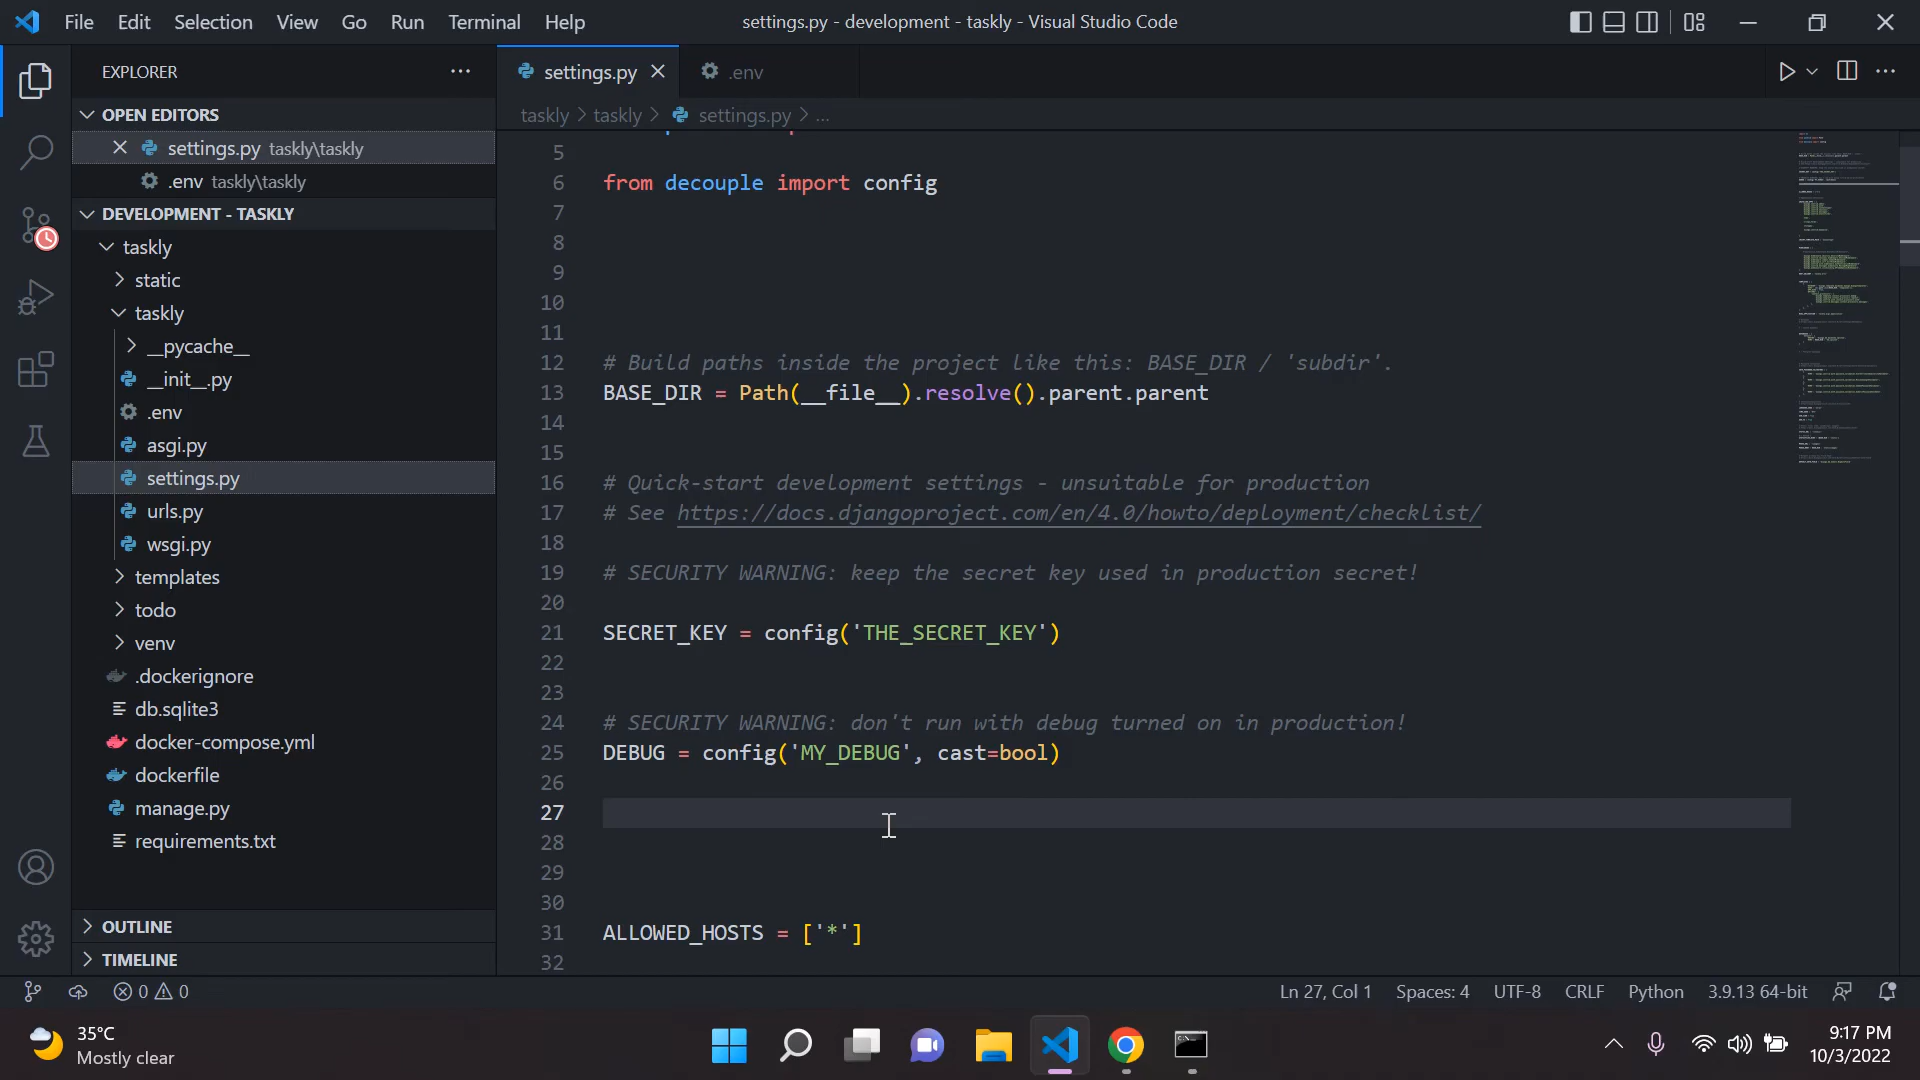 File Edit Selection View Go Run Terminal Help settings.py - development - taskly - Visual Studio Code
EXPLORER
OPEN EDITORS
settings.py taskly\taskly
.env taskly\taskly
DEVELOPMENT - TASKLY
taskly
static
taskly
__pycache__
__init__.py
.env
asgi.py
settings.py
urls.py
wsgi.py
templates
todo
venv
.dockerignore
db.sqlite3
docker-compose.yml
dockerfile
manage.py
requirements.txt
OUTLINE
TIMELINE
settings.py .env
taskly > taskly > settings.py > ...
5
6 from decouple import config
7
8
9
10
11
12 # Build paths inside the project like this: BASE_DIR / 'subdir'.
13 BASE_DIR = Path(__file__).resolve().parent.parent
14
15
16 # Quick-start development settings - unsuitable for production
17 # See https://docs.djangoproject.com/en/4.0/howto/deployment/checklist/
18
19 # SECURITY WARNING: keep the secret key used in production secret!
20
21 SECRET_KEY = config('THE_SECRET_KEY')
22
23
24 # SECURITY WARNING: don't run with debug turned on in production!
25 DEBUG = config('MY_DEBUG', cast=bool)
26
27
28
29
30
31 ALLOWED_HOSTS = ['*']
32
0 0 Ln 27, Col 1 Spaces: 4 UTF-8 CRLF Python 3.9.13 64-bit
35°C
Mostly clear
9:17 PM
10/3/2022